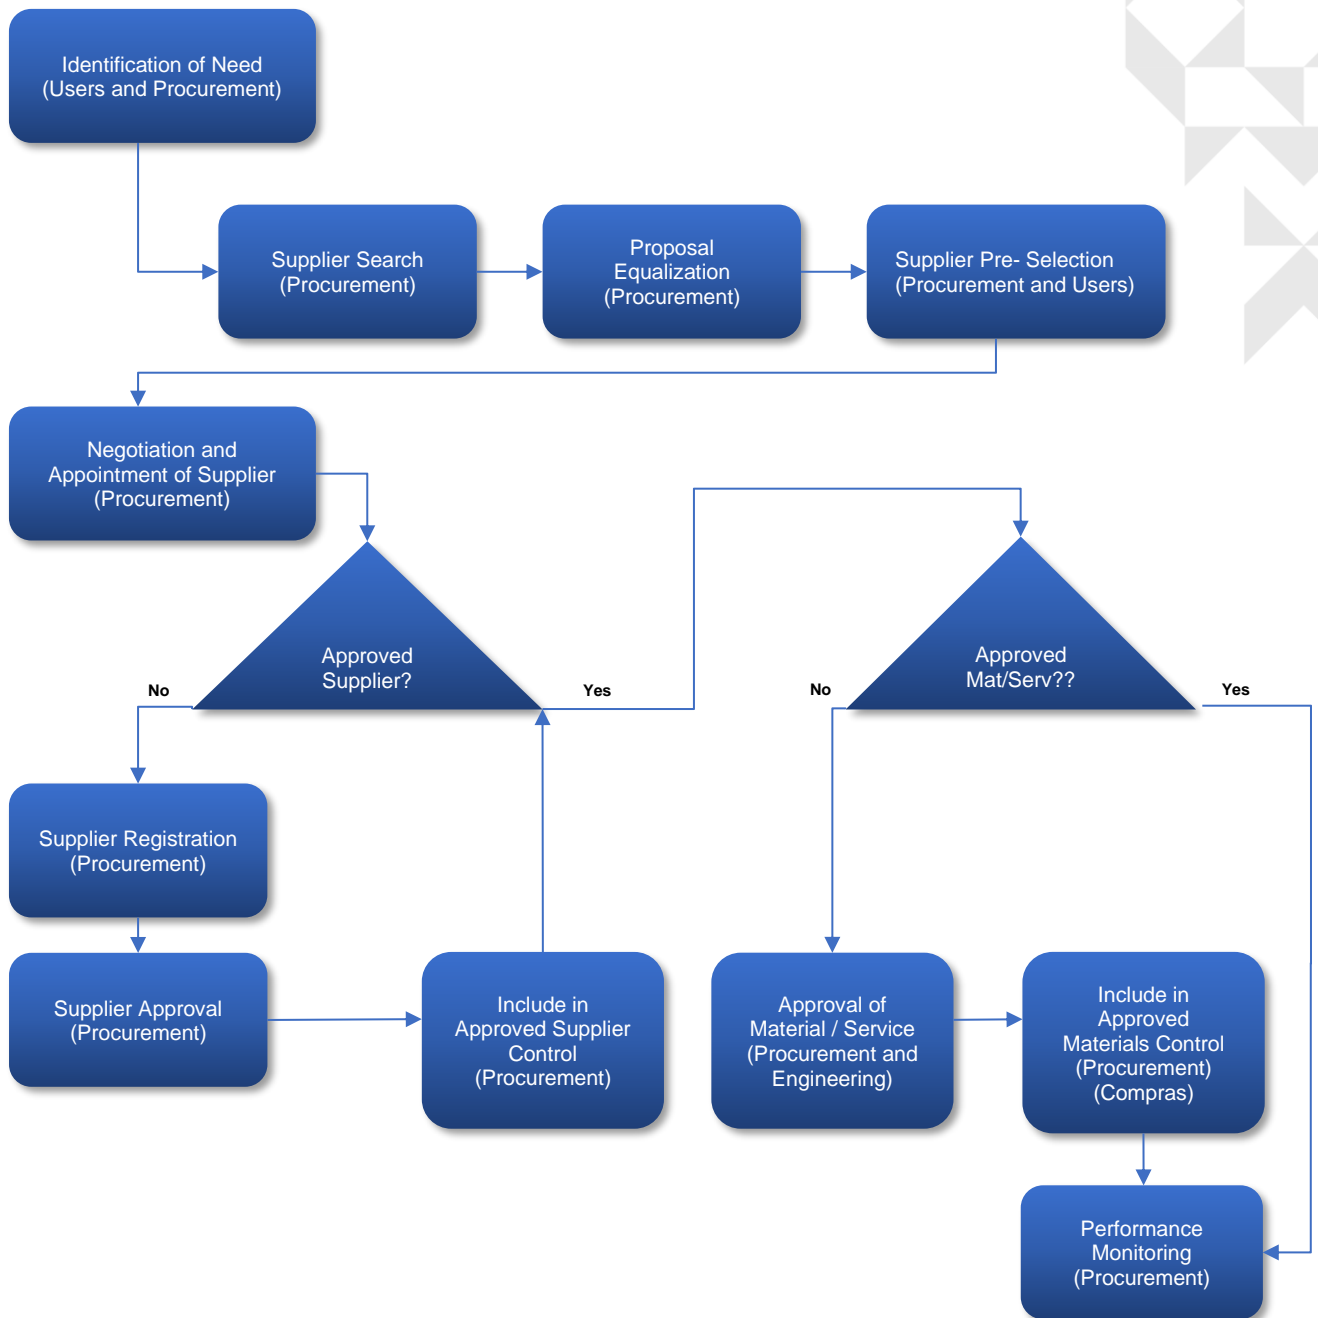 Identification of Need
(Users and Procurement)
Supplier Search
(Procurement)
Proposal
Equalization
(Procurement)
Supplier Pre- Selection
(Procurement and Users)
Negotiation and
Appointment of Supplier
(Procurement)
Approved
Supplier?
No
Yes
Approved
Mat/Serv??
No
Yes
Supplier Registration
(Procurement)
Supplier Approval
(Procurement)
Include in
Approved Supplier
Control
(Procurement)
Approval of
Material / Service
(Procurement and
Engineering)
Include in
Approved
Materials Control
(Procurement)
(Compras)
Performance
Monitoring
(Procurement)